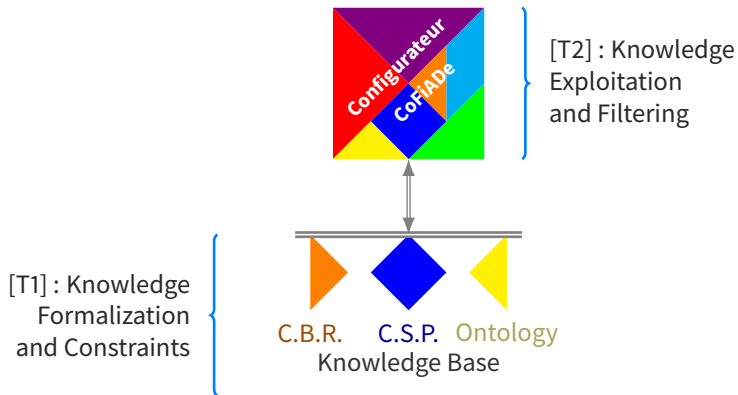 Configurateur
CoFiADe
[T2] : Knowledge
Exploitation
and Filtering
[T1] : Knowledge
Formalization
and Constraints
C.B.R. C.S.P. Ontology
Knowledge Base